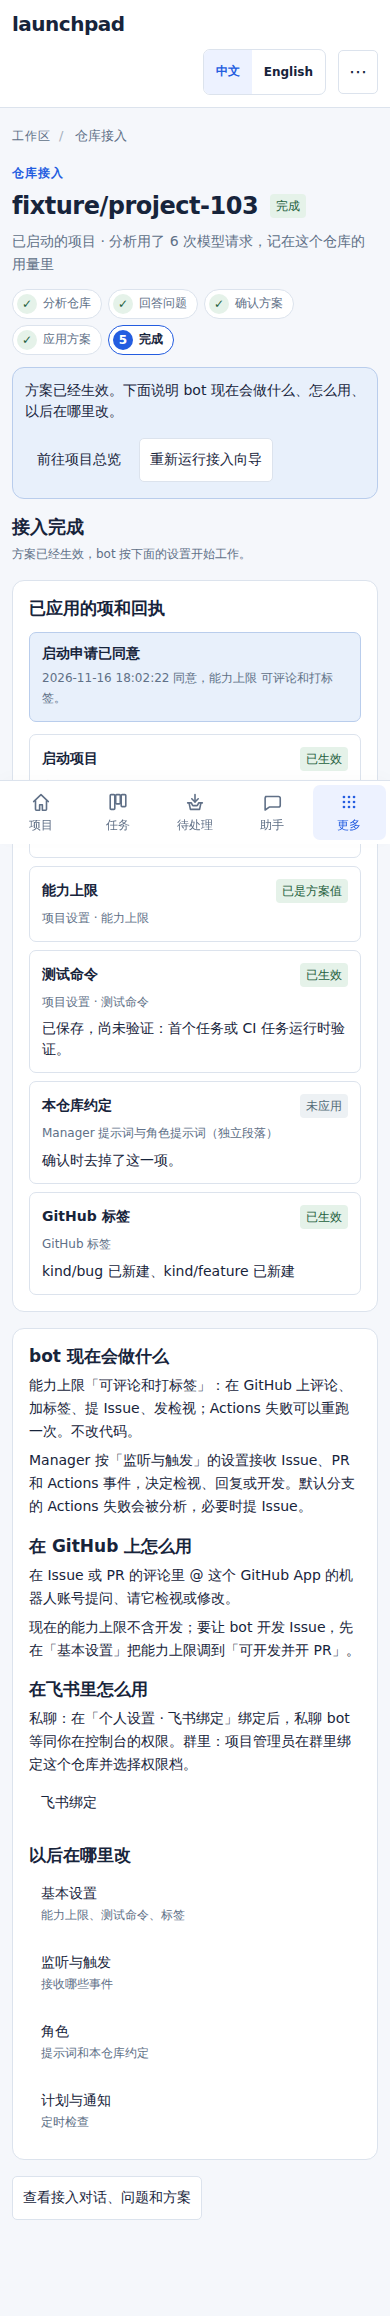 launchpad
中文 English ⋯
工作区 / 仓库接入
仓库接入
fixture/project-103 完成
已启动的项目 · 分析用了 6 次模型请求，记在这个仓库的
用量里
✓ 分析仓库 ✓ 回答问题 ✓ 确认方案
✓ 应用方案 5 完成
方案已经生效。下面说明 bot 现在会做什么、怎么用、
以后在哪里改。
前往项目总览 重新运行接入向导
接入完成
方案已经生效，bot 按下面的设置开始工作。
已应用的项和回执
启动申请已同意
2026-11-16 18:02:22 同意，能力上限 可评论和打标
签。
启动项目 已生效
项目 任务 待处理 助手 更多
能力上限 已是方案值
项目设置 · 能力上限
测试命令 已生效
项目设置 · 测试命令
已保存，尚未验证：首个任务或 CI 任务运行时验
证。
本仓库约定 未应用
Manager 提示词与角色提示词（独立段落）
确认时去掉了这一项。
GitHub 标签 已生效
GitHub 标签
kind/bug 已新建、kind/feature 已新建
bot 现在会做什么
能力上限「可评论和打标签」：在 GitHub 上评论、
加标签、提 Issue、发检视；Actions 失败可以重跑
一次。不改代码。
Manager 按「监听与触发」的设置接收 Issue、PR
和 Actions 事件，决定检视、回复或开发。默认分支
的 Actions 失败会被分析，必要时提 Issue。
在 GitHub 上怎么用
在 Issue 或 PR 的评论里 @ 这个 GitHub App 的机
器人账号提问、请它检视或修改。
现在的能力上限不含开发；要让 bot 开发 Issue，先
在「基本设置」把能力上限调到「可开发并开 PR」。
在飞书里怎么用
私聊：在「个人设置 · 飞书绑定」绑定后，私聊 bot
等同你在控制台的权限。群里：项目管理员在群里绑
定这个仓库并选择权限档。
飞书绑定
以后在哪里改
基本设置
能力上限、测试命令、标签
监听与触发
接收哪些事件
角色
提示词和本仓库约定
计划与通知
定时检查
查看接入对话、问题和方案